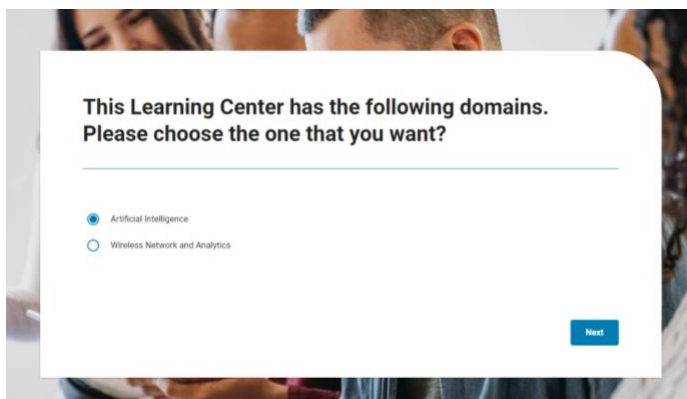 This Learning Center has the following domains.
Please choose the one that you want?
Artificial Intelligence
Wireless Network and Analytics
Next